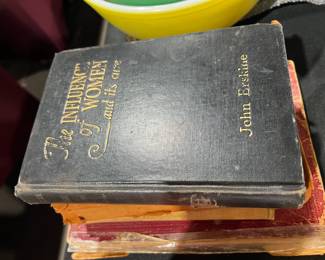 The INFLUENCE
of WOMEN
and its cure
John Erskine